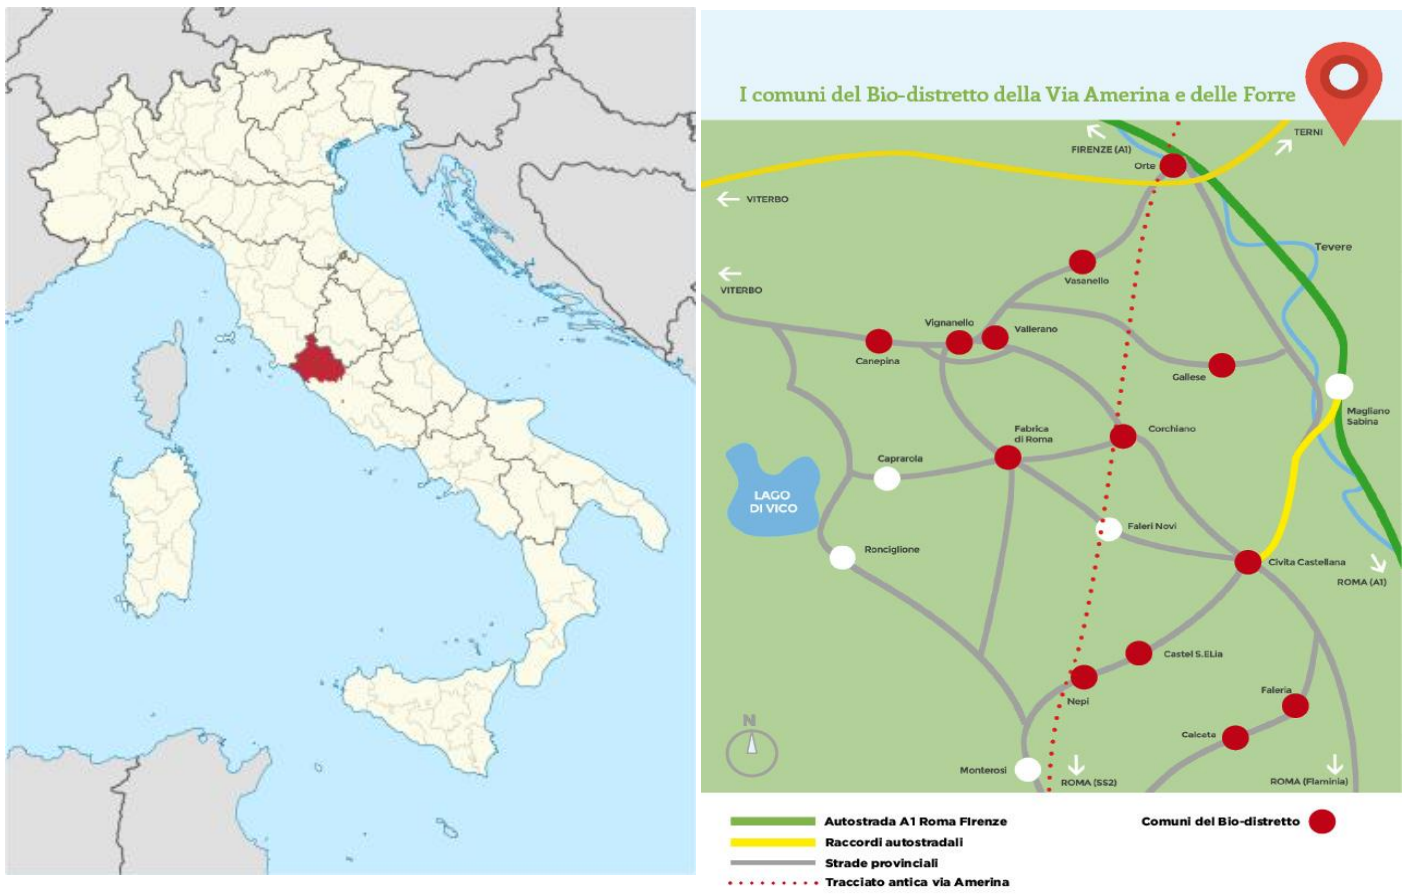 I comuni del Bio-distretto della Via Amerina e delle Forre
TERNI
FIRENZE (A1)
Orte
VITERBO
Tevere
VITERBO
Vasanello
Vignanello
Vallerano
Canepina
Gallese
Magliano
Sabina
Fabrica
di Roma
Corchiano
Caprarola
LAGO
DI VICO
Faleri Novi
Ronciglione
Civita Castellana
ROMA (A1)
Castel S.ELia
Nepi
Faleria
Calcata
N
Monterosi
ROMA (SS2)
ROMA (Flaminia)
Autostrada A1 Roma FIrenze
Comuni del Bio-distretto
Raccordi autostradali
Strade provinciali
Tracciato antica via Amerina